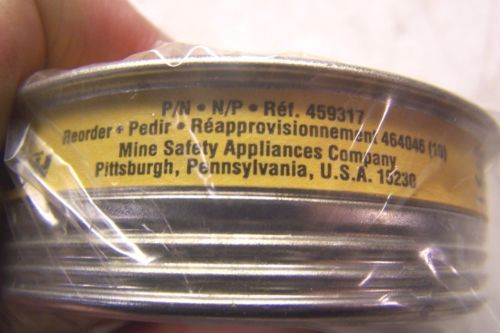 P/N • N/P • Réf. 459317
Reorder • Pedir • Réapprovisionnement 464046 (10)
Mine Safety Appliances Company
Pittsburgh, Pennsylvania, U.S.A. 15230